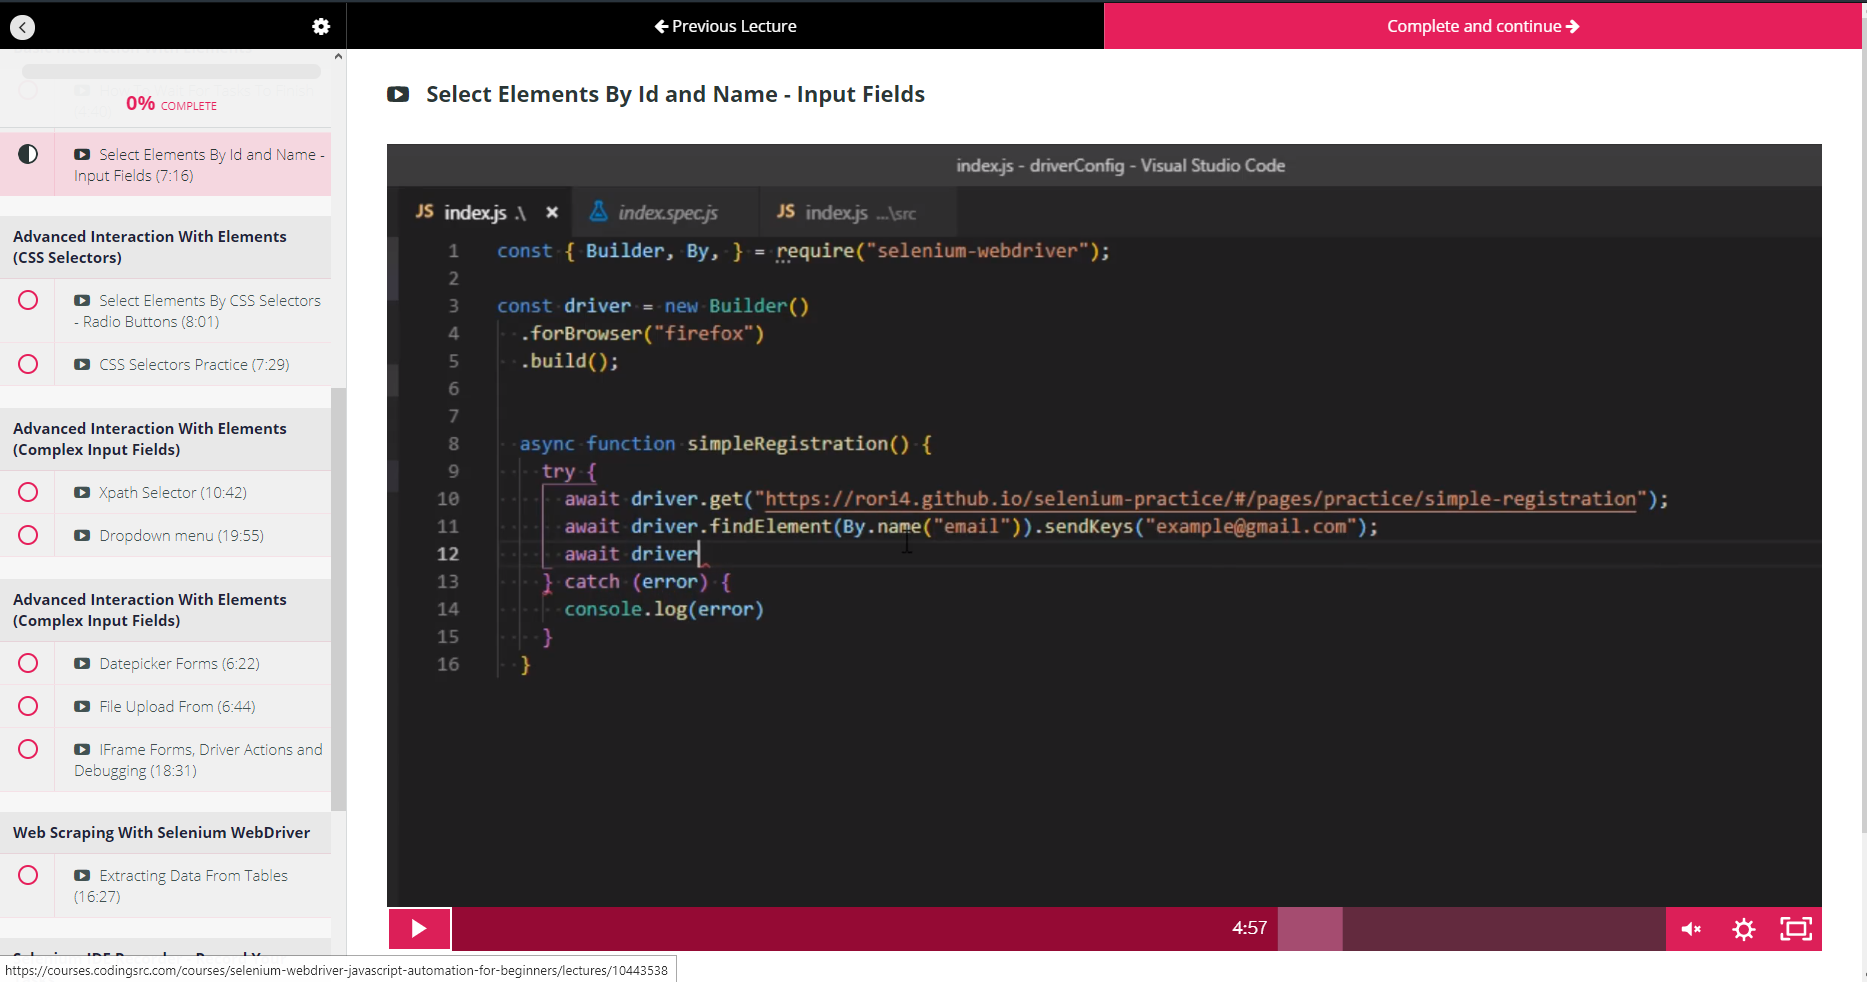 Previous Lecture
Complete and continue
0% COMPLETE
Select Elements By Id and Name -
Input Fields (7:16)
Advanced Interaction With Elements
(CSS Selectors)
Select Elements By CSS Selectors
- Radio Buttons (8:01)
CSS Selectors Practice (7:29)
Advanced Interaction With Elements
(Complex Input Fields)
Xpath Selector (10:42)
Dropdown menu (19:55)
Advanced Interaction With Elements
(Complex Input Fields)
Datepicker Forms (6:22)
File Upload From (6:44)
IFrame Forms, Driver Actions and
Debugging (18:31)
Web Scraping With Selenium WebDriver
Extracting Data From Tables
(16:27)
https://courses.codingsrc.com/courses/selenium-webdriver-javascript-automation-for-beginners/lectures/10443538
Select Elements By Id and Name - Input Fields
index.js - driverConfig - Visual Studio Code
JS index.js .\ × index.spec.js JS index.js ...\src
1 const { Builder, By, } = require("selenium-webdriver");
2
3 const driver = new Builder()
4 .forBrowser("firefox")
5 .build();
6
7
8 async function simpleRegistration() {
9 try {
10 await driver.get("https://rori4.github.io/selenium-practice/#/pages/practice/simple-registration");
11 await driver.findElement(By.name("email")).sendKeys("example@gmail.com");
12 await driver
13 } catch (error) {
14 console.log(error)
15 }
16 }
4:57